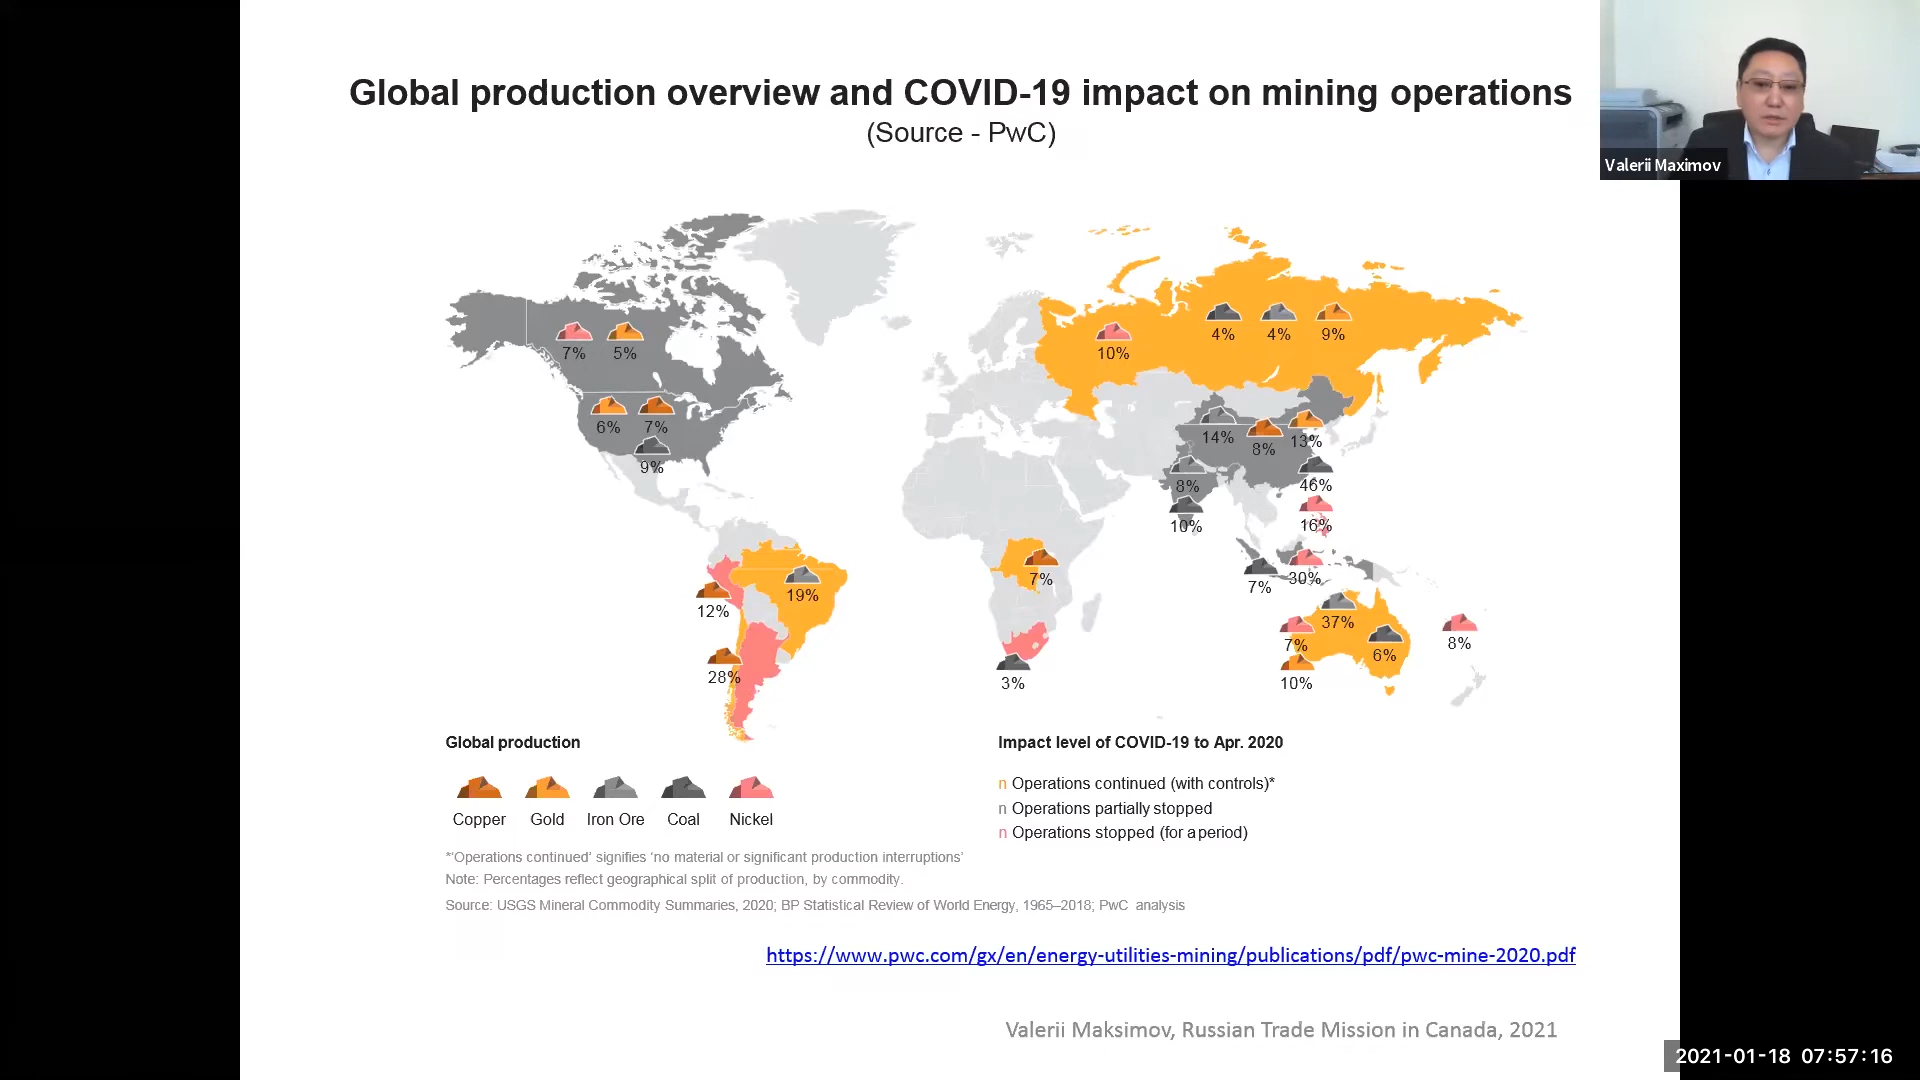 Global production overview and COVID-19 impact on mining operations
(Source - PwC)
Valerii Maximov
7% 5%
10%
4% 4% 9%
6% 7%
9%
14% 8% 13%
8% 46%
10% 16%
7% 30%
12% 19%
28%
7%
3%
37%
7% 6% 8%
10%
Global production
Copper Gold Iron Ore Coal Nickel
Impact level of COVID-19 to Apr. 2020
n Operations continued (with controls)*
n Operations partially stopped
n Operations stopped (for a period)
*'Operations continued' signifies 'no material or significant production interruptions'
Note: Percentages reflect geographical split of production, by commodity.
Source: USGS Mineral Commodity Summaries, 2020; BP Statistical Review of World Energy, 1965–2018; PwC analysis
https://www.pwc.com/gx/en/energy-utilities-mining/publications/pdf/pwc-mine-2020.pdf
Valerii Maksimov, Russian Trade Mission in Canada, 2021
2021-01-18 07:57:16